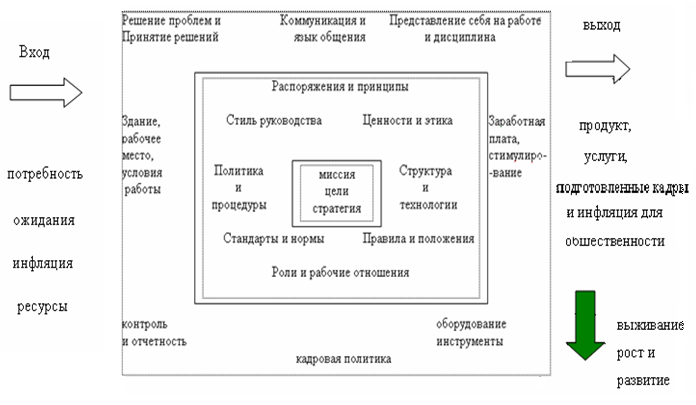 Вход
потребность
ожидания
инфляция
ресурсы
Решение проблем и
Принятие решений
Коммуникация и
язык общения
Представление себя на работе
и дисциплина
Здание,
рабочее
место,
условия
работы
Распоряжения и принципы
Стиль руководства
Ценности и этика
Политика
и
процедуры
миссия
цели
стратегия
Структура
и
технологии
Стандарты и нормы
Правила и положения
Роли и рабочие отношения
Заработная
плата,
стимулиро-
-вание
контроль
и отчетность
кадровая политика
оборудование
инструменты
выход
продукт,
услуги,
подготовленные кадры
и инфляция для
общественности
выживание
рост и
развитие